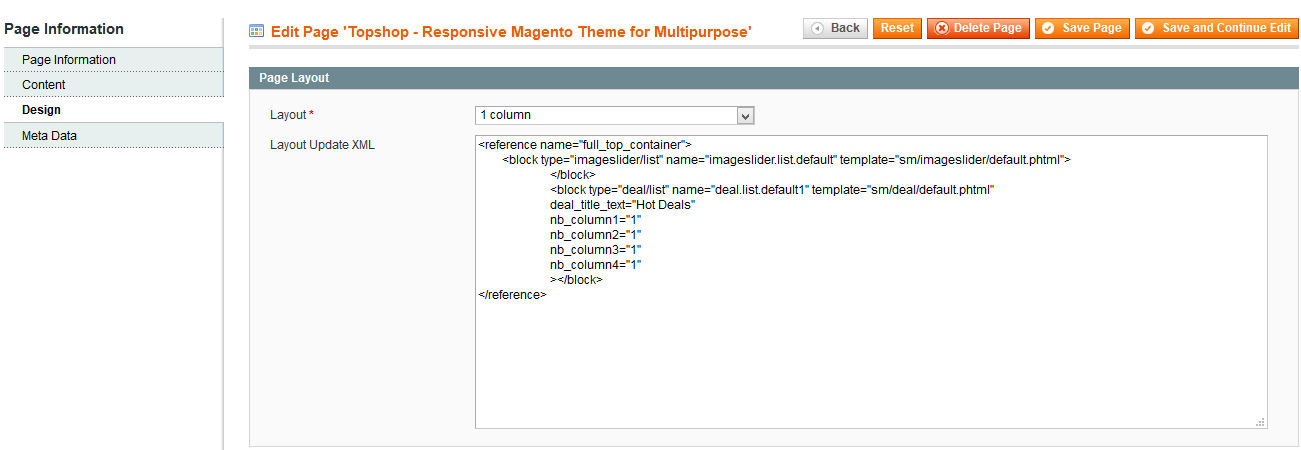 Page Information
Page Information
Content
Design
Meta Data
Edit Page 'Topshop - Responsive Magento Theme for Multipurpose'
Back
Reset
Delete Page
Save Page
Save and Continue Edit
Page Layout
Layout *
1 column
Layout Update XML
<reference name="full_top_container">
<block type="imageslider/list" name="imageslider.list.default" template="sm/imageslider/default.phtml">
</block>
<block type="deal/list" name="deal.list.default1" template="sm/deal/default.phtml"
deal_title_text="Hot Deals"
nb_column1="1"
nb_column2="1"
nb_column3="1"
nb_column4="1"
></block>
</reference>